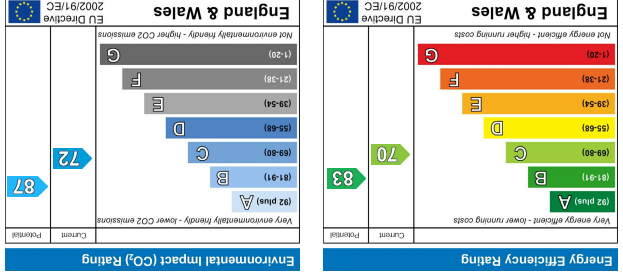 Energy Efficiency Rating
Current
Potential
Very energy efficient - lower running costs
(92 plus) A
(81-91) B
(69-80) C
(55-68) D
(39-54) E
(21-38) F
(1-20) G
83
70
Not energy efficient - higher running costs
England & Wales
EU Directive
2002/91/EC
Environmental Impact (CO₂) Rating
Current
Potential
Very environmentally friendly - lower CO2 emissions
(92 plus) A
(81-91) B
(69-80) C
(55-68) D
(39-54) E
(21-38) F
(1-20) G
87
72
Not environmentally friendly - higher CO2 emissions
England & Wales
EU Directive
2002/91/EC